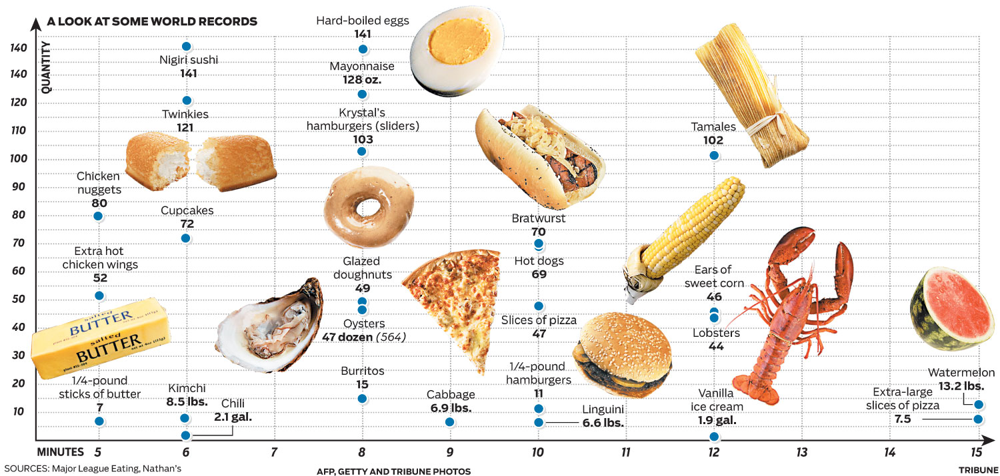 A LOOK AT SOME WORLD RECORDS
QUANTITY
140
140
120
110
100
90
80
70
60
50
40
30
20
10
Nigiri sushi
141
Twinkies
121
Chicken
nuggets
80
Cupcakes
72
Extra hot
chicken wings
52
salted
BUTTER
salted
BUTTER
net wt 4oz (113g)
1/4-pound
sticks of butter
7
Kimchi
8.5 lbs.
Chili
2.1 gal.
Hard-boiled eggs
141
Mayonnaise
128 oz.
Krystal's
hamburgers (sliders)
103
Glazed
doughnuts
49
Oysters
47 dozen (564)
Burritos
15
Cabbage
6.9 lbs.
Bratwurst
70
Hot dogs
69
Slices of pizza
47
1/4-pound
hamburgers
11
Linguini
6.6 lbs.
Tamales
102
Ears of
sweet corn
46
Lobsters
44
Vanilla
ice cream
1.9 gal.
Watermelon
13.2 lbs.
Extra-large
slices of pizza
7.5
MINUTES 5 6 7 8 9 10 11 12 13 14 15
SOURCES: Major League Eating, Nathan's
AFP, GETTY AND TRIBUNE PHOTOS
TRIBUNE